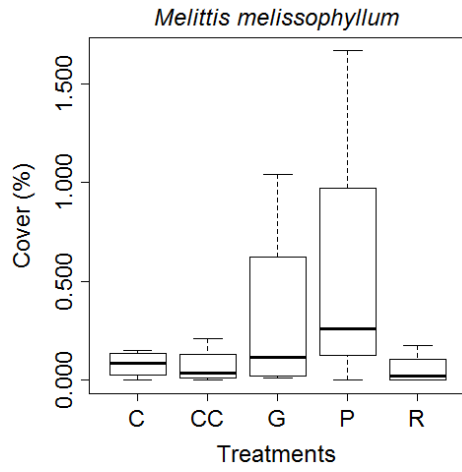 Melittis melissophyllum
Cover (%)
1.500
1.000
0.500
0.000
C CC G P R
Treatments